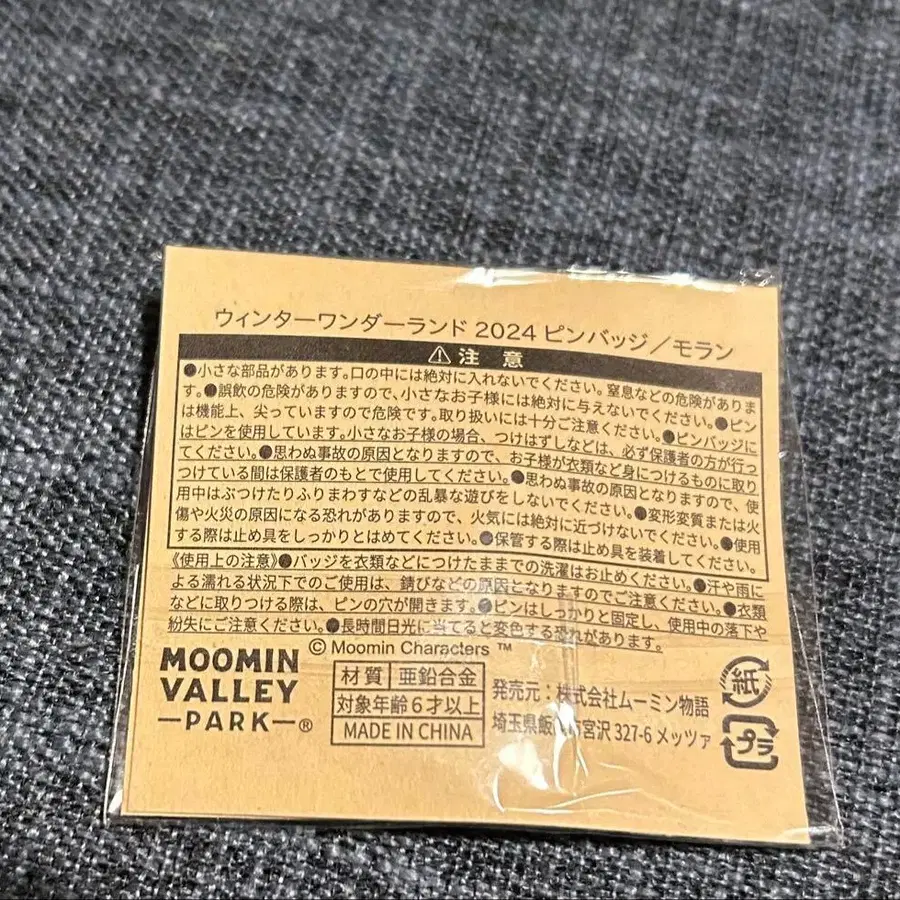 ウィンターワンダーランド 2024 ピンバッジ／モラン
⚠注 意
●小さな部品があります。口の中には絶対に入れないでください。窒息などの危険がありま
す。●誤飲の危険がありますので、小さなお子様には絶対に与えないでください。●ピン
は機能上、尖っていますので危険です。取り扱いには十分ご注意ください。●ピンバッジに
はピンを使用しています。小さなお子様の場合、つけはずしなどは、必ず保護者の方が行っ
てください。●思わぬ事故の原因となりますので、お子様が衣類など身につけるものに取り
つけている間は保護者のもとで使用してください。●思わぬ事故の原因となりますので、使
用中はぶつけたりふりまわすなどの乱暴な遊びをしないでください。●変形変質または火
傷や火災の原因になる恐れがありますので、火気には絶対に近づけないでください。●使用
する際は止め具をしっかりとはめてください。●保管する際は止め具を装着してください。
《使用上の注意》●バッジを衣類などにつけたままでの洗濯はお止めください。●汗や雨に
よる濡れる状況下でのご使用は、錆びなどの原因となりますのでご注意ください。●衣類
などに取りつける際は、ピンの穴が開きます。●ピンはしっかりと固定し、使用中の落下や
紛失にご注意ください。●長時間日光に当てると変色する恐れがあります。
© Moomin Characters ™
MOOMIN
VALLEY
PARK ®
材質 亜鉛合金
対象年齢6才以上
MADE IN CHINA
発売元：株式会社ムーミン物語
埼玉県飯能市宮沢 327-6 メッツァ
紙
プラ